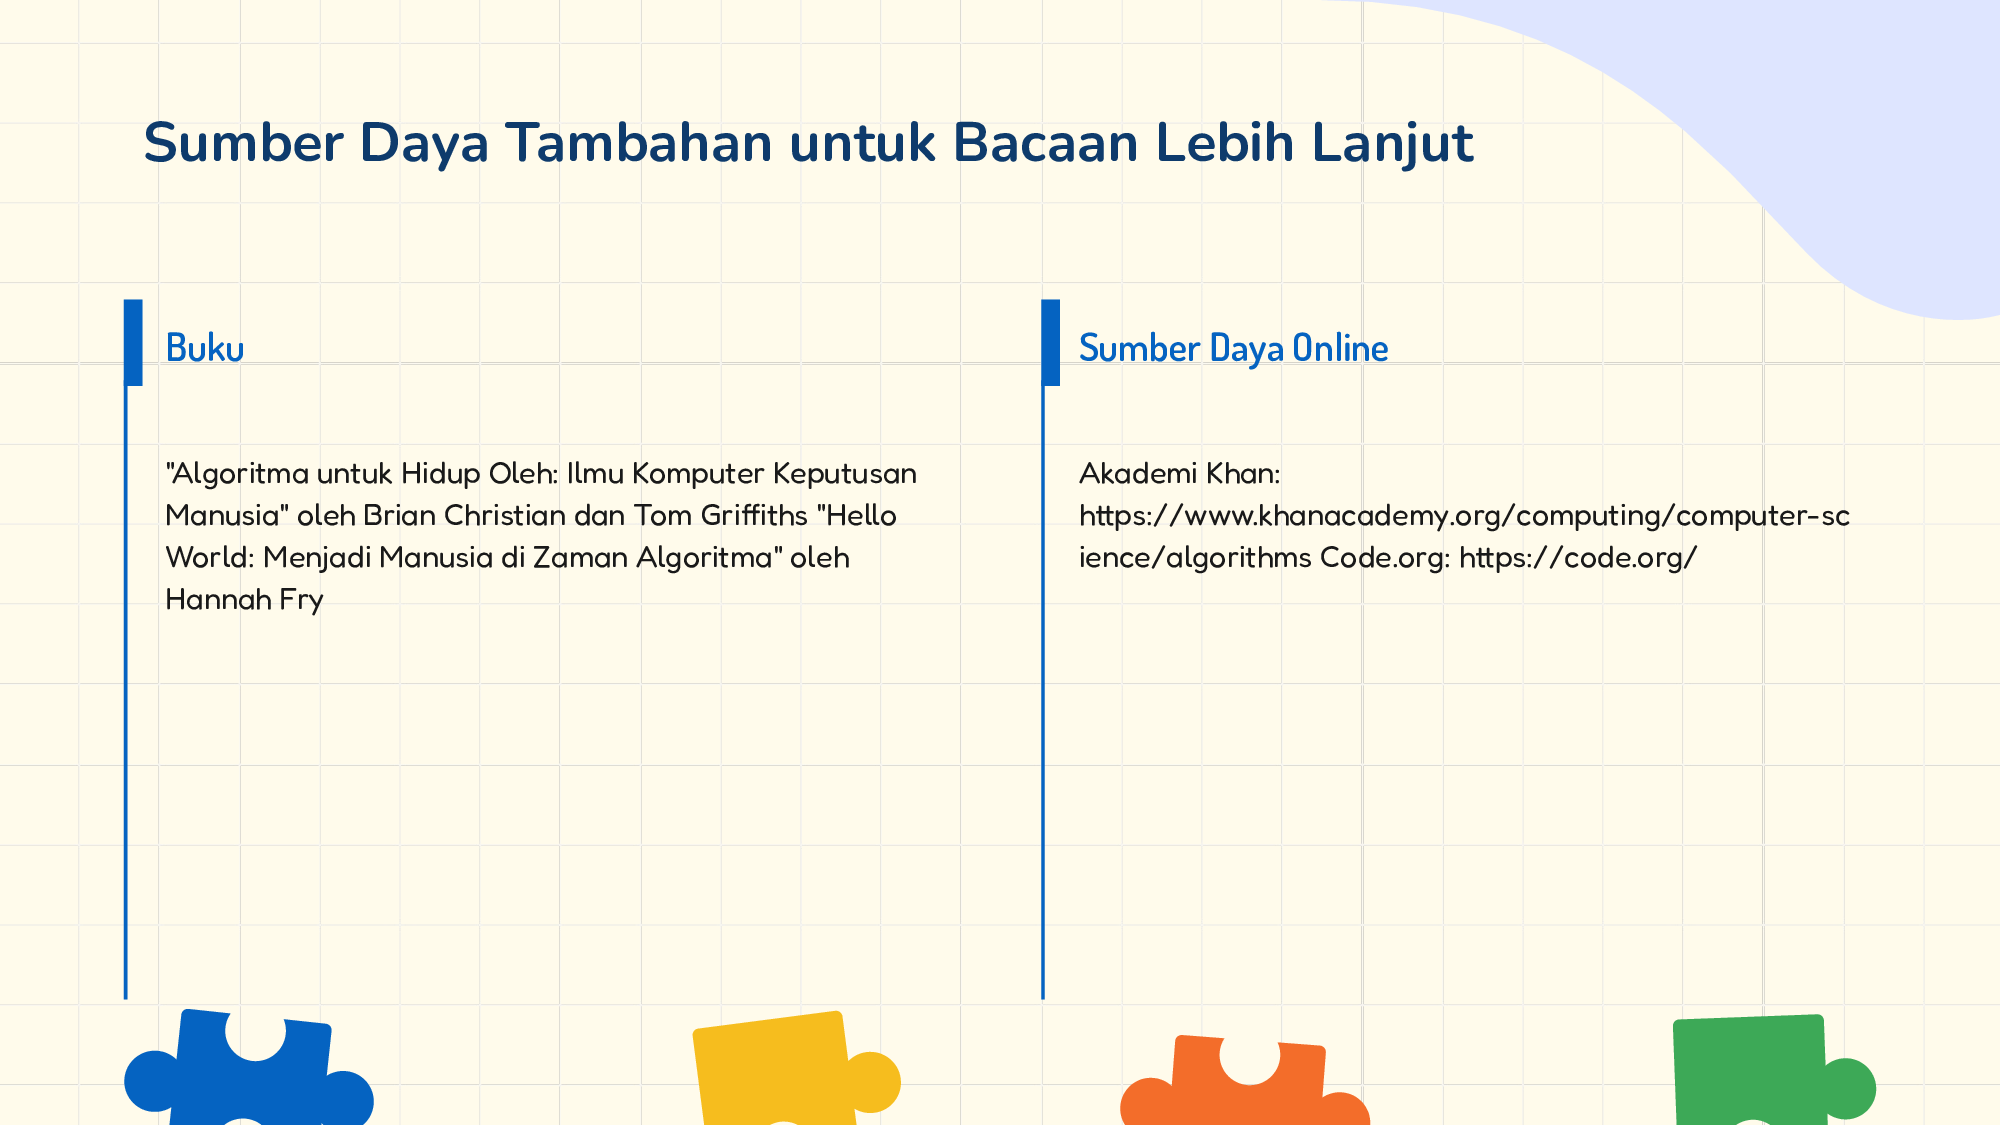 Sumber Daya Tambahan untuk Bacaan Lebih Lanjut
Buku
"Algoritma untuk Hidup Oleh: Ilmu Komputer Keputusan
Manusia" oleh Brian Christian dan Tom Griffiths "Hello
World: Menjadi Manusia di Zaman Algoritma" oleh
Hannah Fry
Sumber Daya Online
Akademi Khan:
https://www.khanacademy.org/computing/computer-sc
ience/algorithms Code.org: https://code.org/